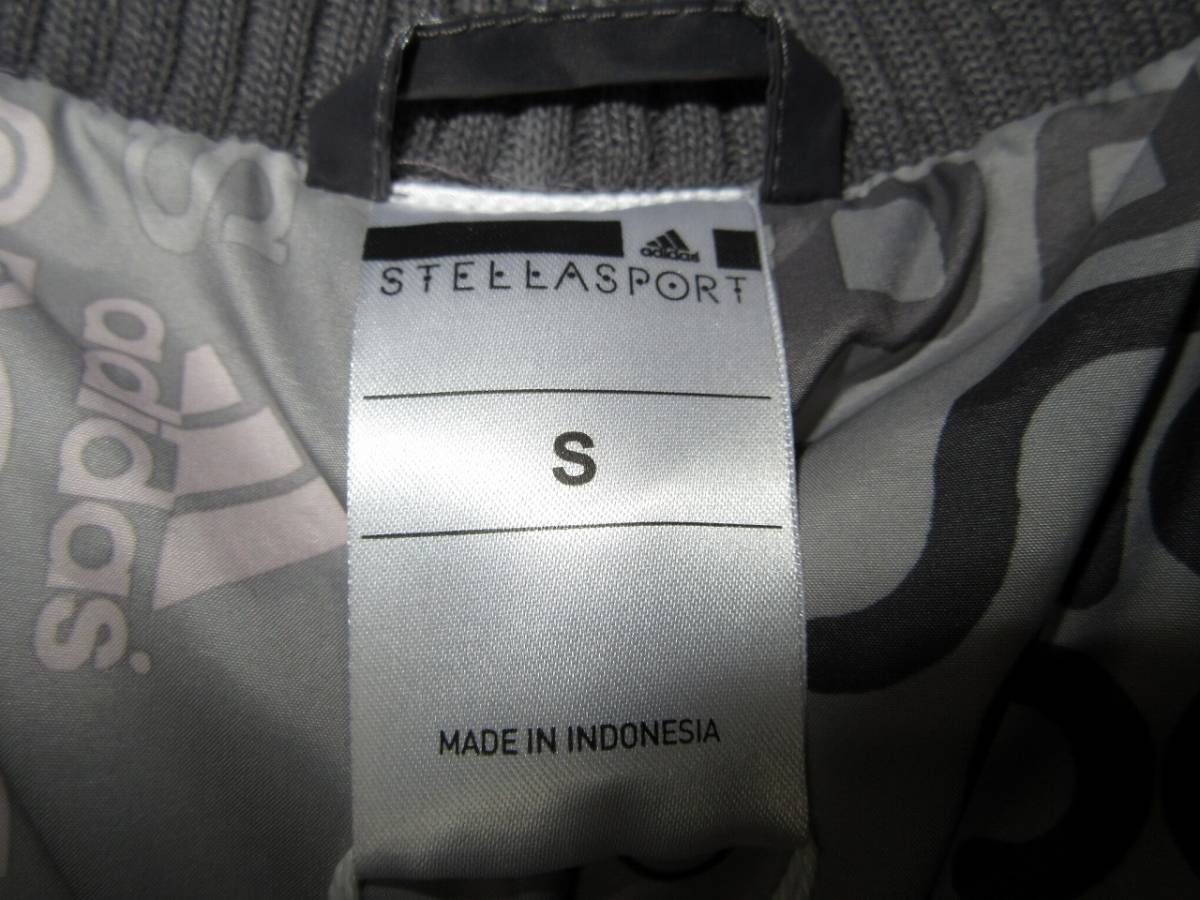 adidas
STELLASPORT
S
MADE IN INDONESIA
adidas